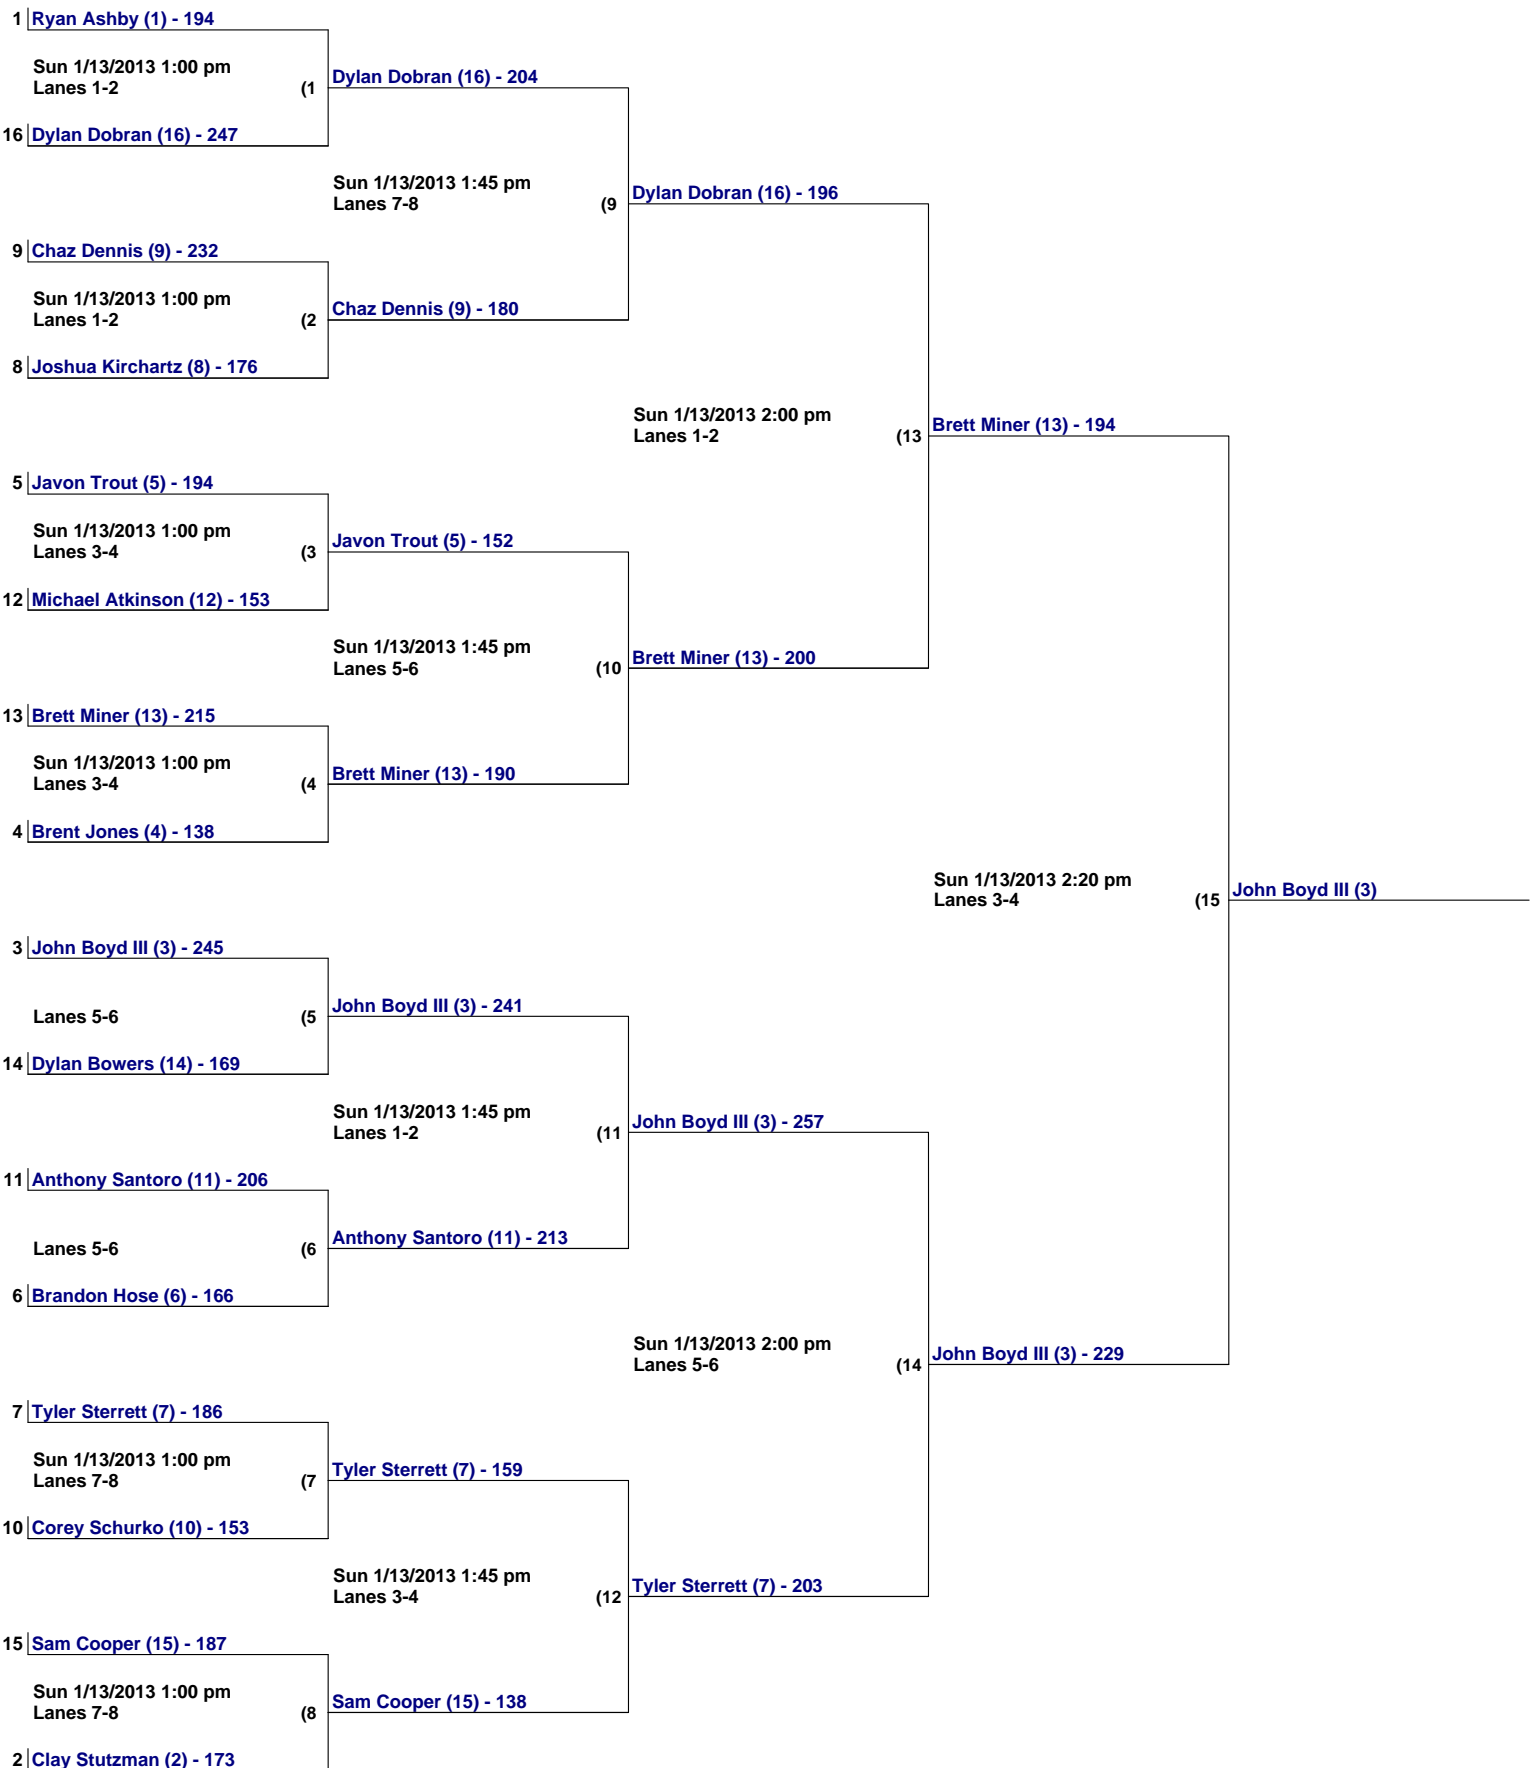 1 Ryan Ashby (1) - 194
Sun 1/13/2013 1:00 pm
Lanes 1-2 (1
Dylan Dobran (16) - 204
16 Dylan Dobran (16) - 247
Sun 1/13/2013 1:45 pm
Lanes 7-8 (9
Dylan Dobran (16) - 196
9 Chaz Dennis (9) - 232
Sun 1/13/2013 1:00 pm
Lanes 1-2 (2
Chaz Dennis (9) - 180
8 Joshua Kirchartz (8) - 176
Sun 1/13/2013 2:00 pm
Lanes 1-2 (13
Brett Miner (13) - 194
5 Javon Trout (5) - 194
Sun 1/13/2013 1:00 pm
Lanes 3-4 (3
Javon Trout (5) - 152
12 Michael Atkinson (12) - 153
Sun 1/13/2013 1:45 pm
Lanes 5-6 (10
Brett Miner (13) - 200
13 Brett Miner (13) - 215
Sun 1/13/2013 1:00 pm
Lanes 3-4 (4
Brett Miner (13) - 190
4 Brent Jones (4) - 138
Sun 1/13/2013 2:20 pm
Lanes 3-4 (15
John Boyd III (3)
3 John Boyd III (3) - 245
Lanes 5-6 (5
John Boyd III (3) - 241
14 Dylan Bowers (14) - 169
Sun 1/13/2013 1:45 pm
Lanes 1-2 (11
John Boyd III (3) - 257
11 Anthony Santoro (11) - 206
Lanes 5-6 (6
Anthony Santoro (11) - 213
6 Brandon Hose (6) - 166
Sun 1/13/2013 2:00 pm
Lanes 5-6 (14
John Boyd III (3) - 229
7 Tyler Sterrett (7) - 186
Sun 1/13/2013 1:00 pm
Lanes 7-8 (7
Tyler Sterrett (7) - 159
10 Corey Schurko (10) - 153
Sun 1/13/2013 1:45 pm
Lanes 3-4 (12
Tyler Sterrett (7) - 203
15 Sam Cooper (15) - 187
Sun 1/13/2013 1:00 pm
Lanes 7-8 (8
Sam Cooper (15) - 138
2 Clay Stutzman (2) - 173